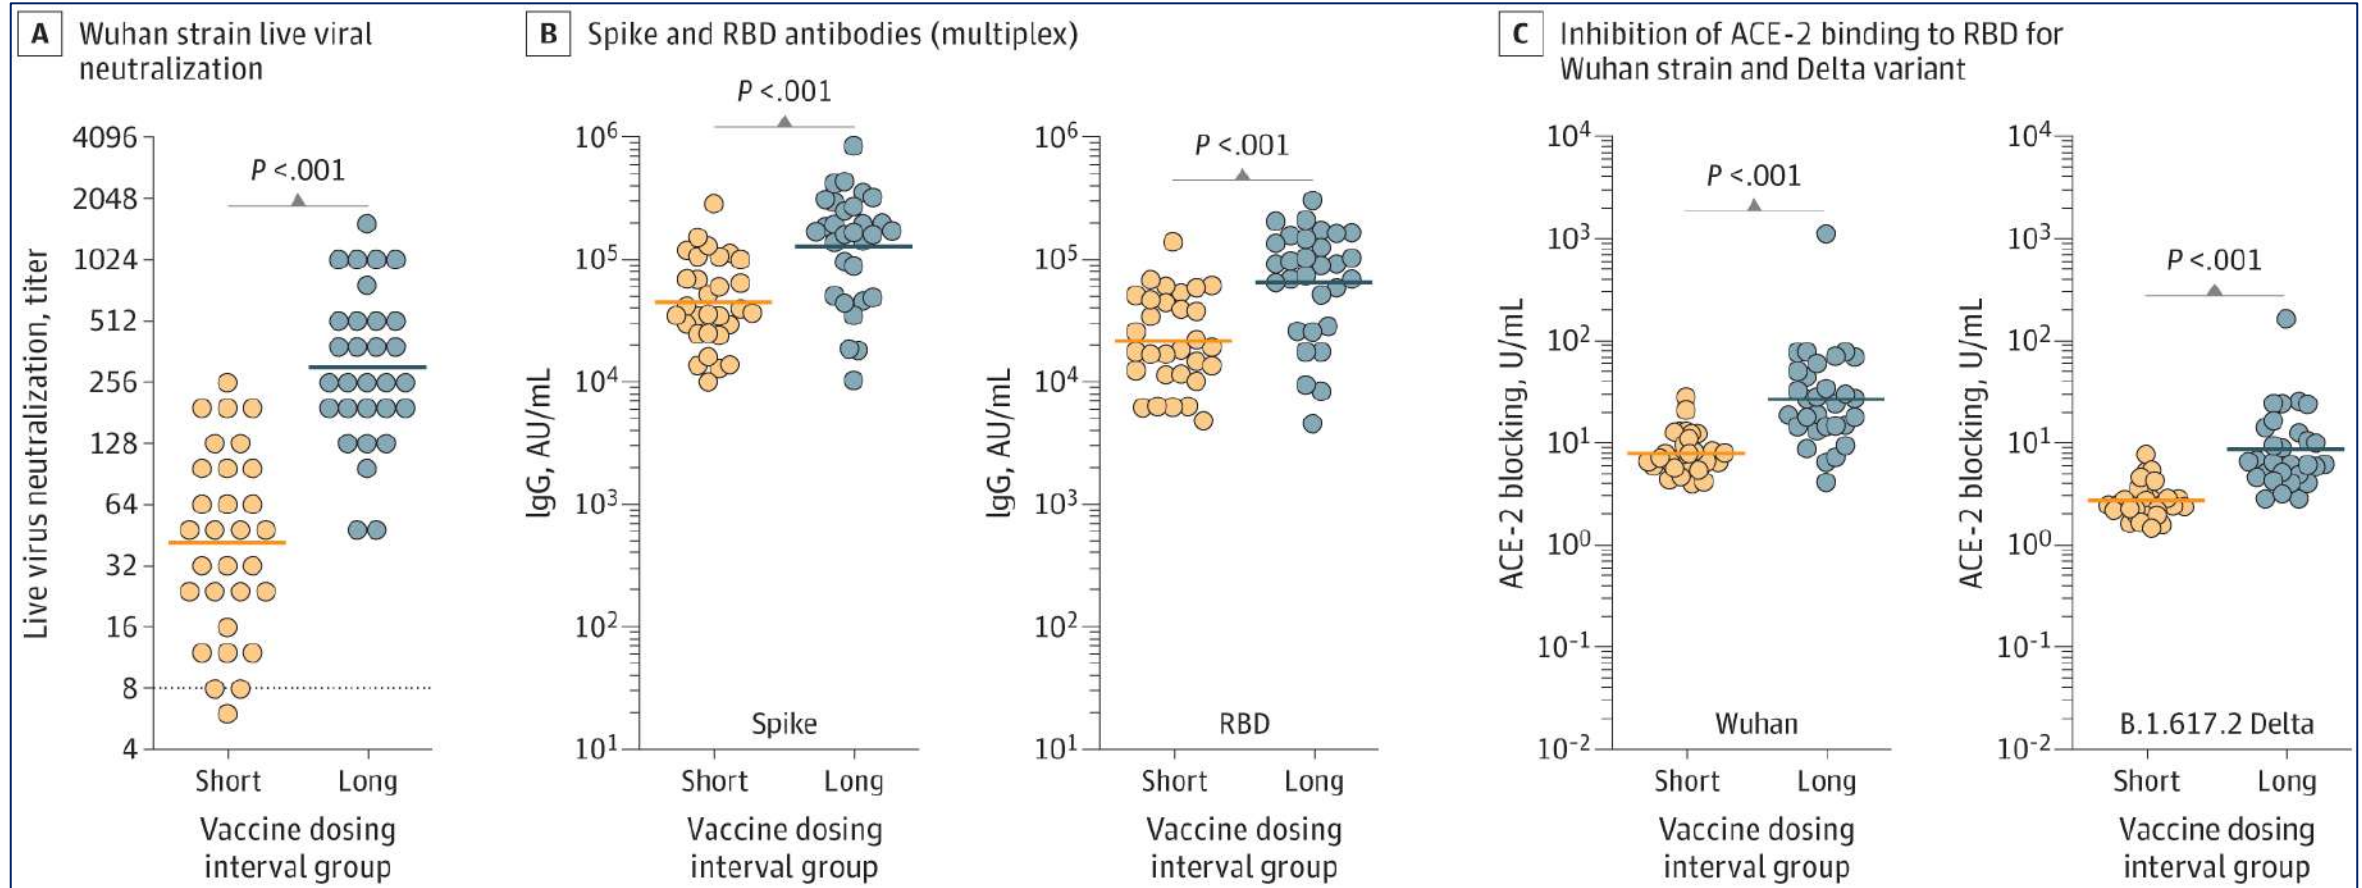 A
Wuhan strain live viral
neutralization
P <.001
Live virus neutralization, titer
4096
2048
1024
512
256
128
64
32
16
8
4
Short
Long
Vaccine dosing
interval group
B
Spike and RBD antibodies (multiplex)
P <.001
IgG, AU/mL
10⁶
10⁵
10⁴
10³
10²
10¹
Spike
Short
Long
Vaccine dosing
interval group
P <.001
IgG, AU/mL
10⁶
10⁵
10⁴
10³
10²
10¹
RBD
Short
Long
Vaccine dosing
interval group
C
Inhibition of ACE-2 binding to RBD for
Wuhan strain and Delta variant
P <.001
ACE-2 blocking, U/mL
10⁴
10³
10²
10¹
10⁰
10⁻¹
10⁻²
Wuhan
Short
Long
Vaccine dosing
interval group
P <.001
ACE-2 blocking, U/mL
10⁴
10³
10²
10¹
10⁰
10⁻¹
10⁻²
B.1.617.2 Delta
Short
Long
Vaccine dosing
interval group